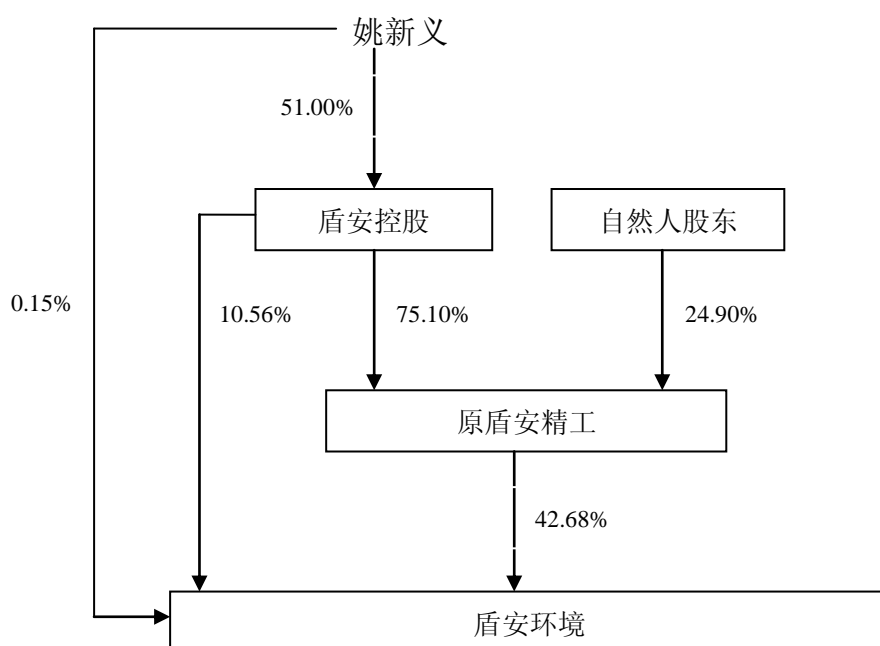 姚新义
51.00%
盾安控股
自然人股东
0.15%
10.56%
75.10%
24.90%
原盾安精工
42.68%
盾安环境